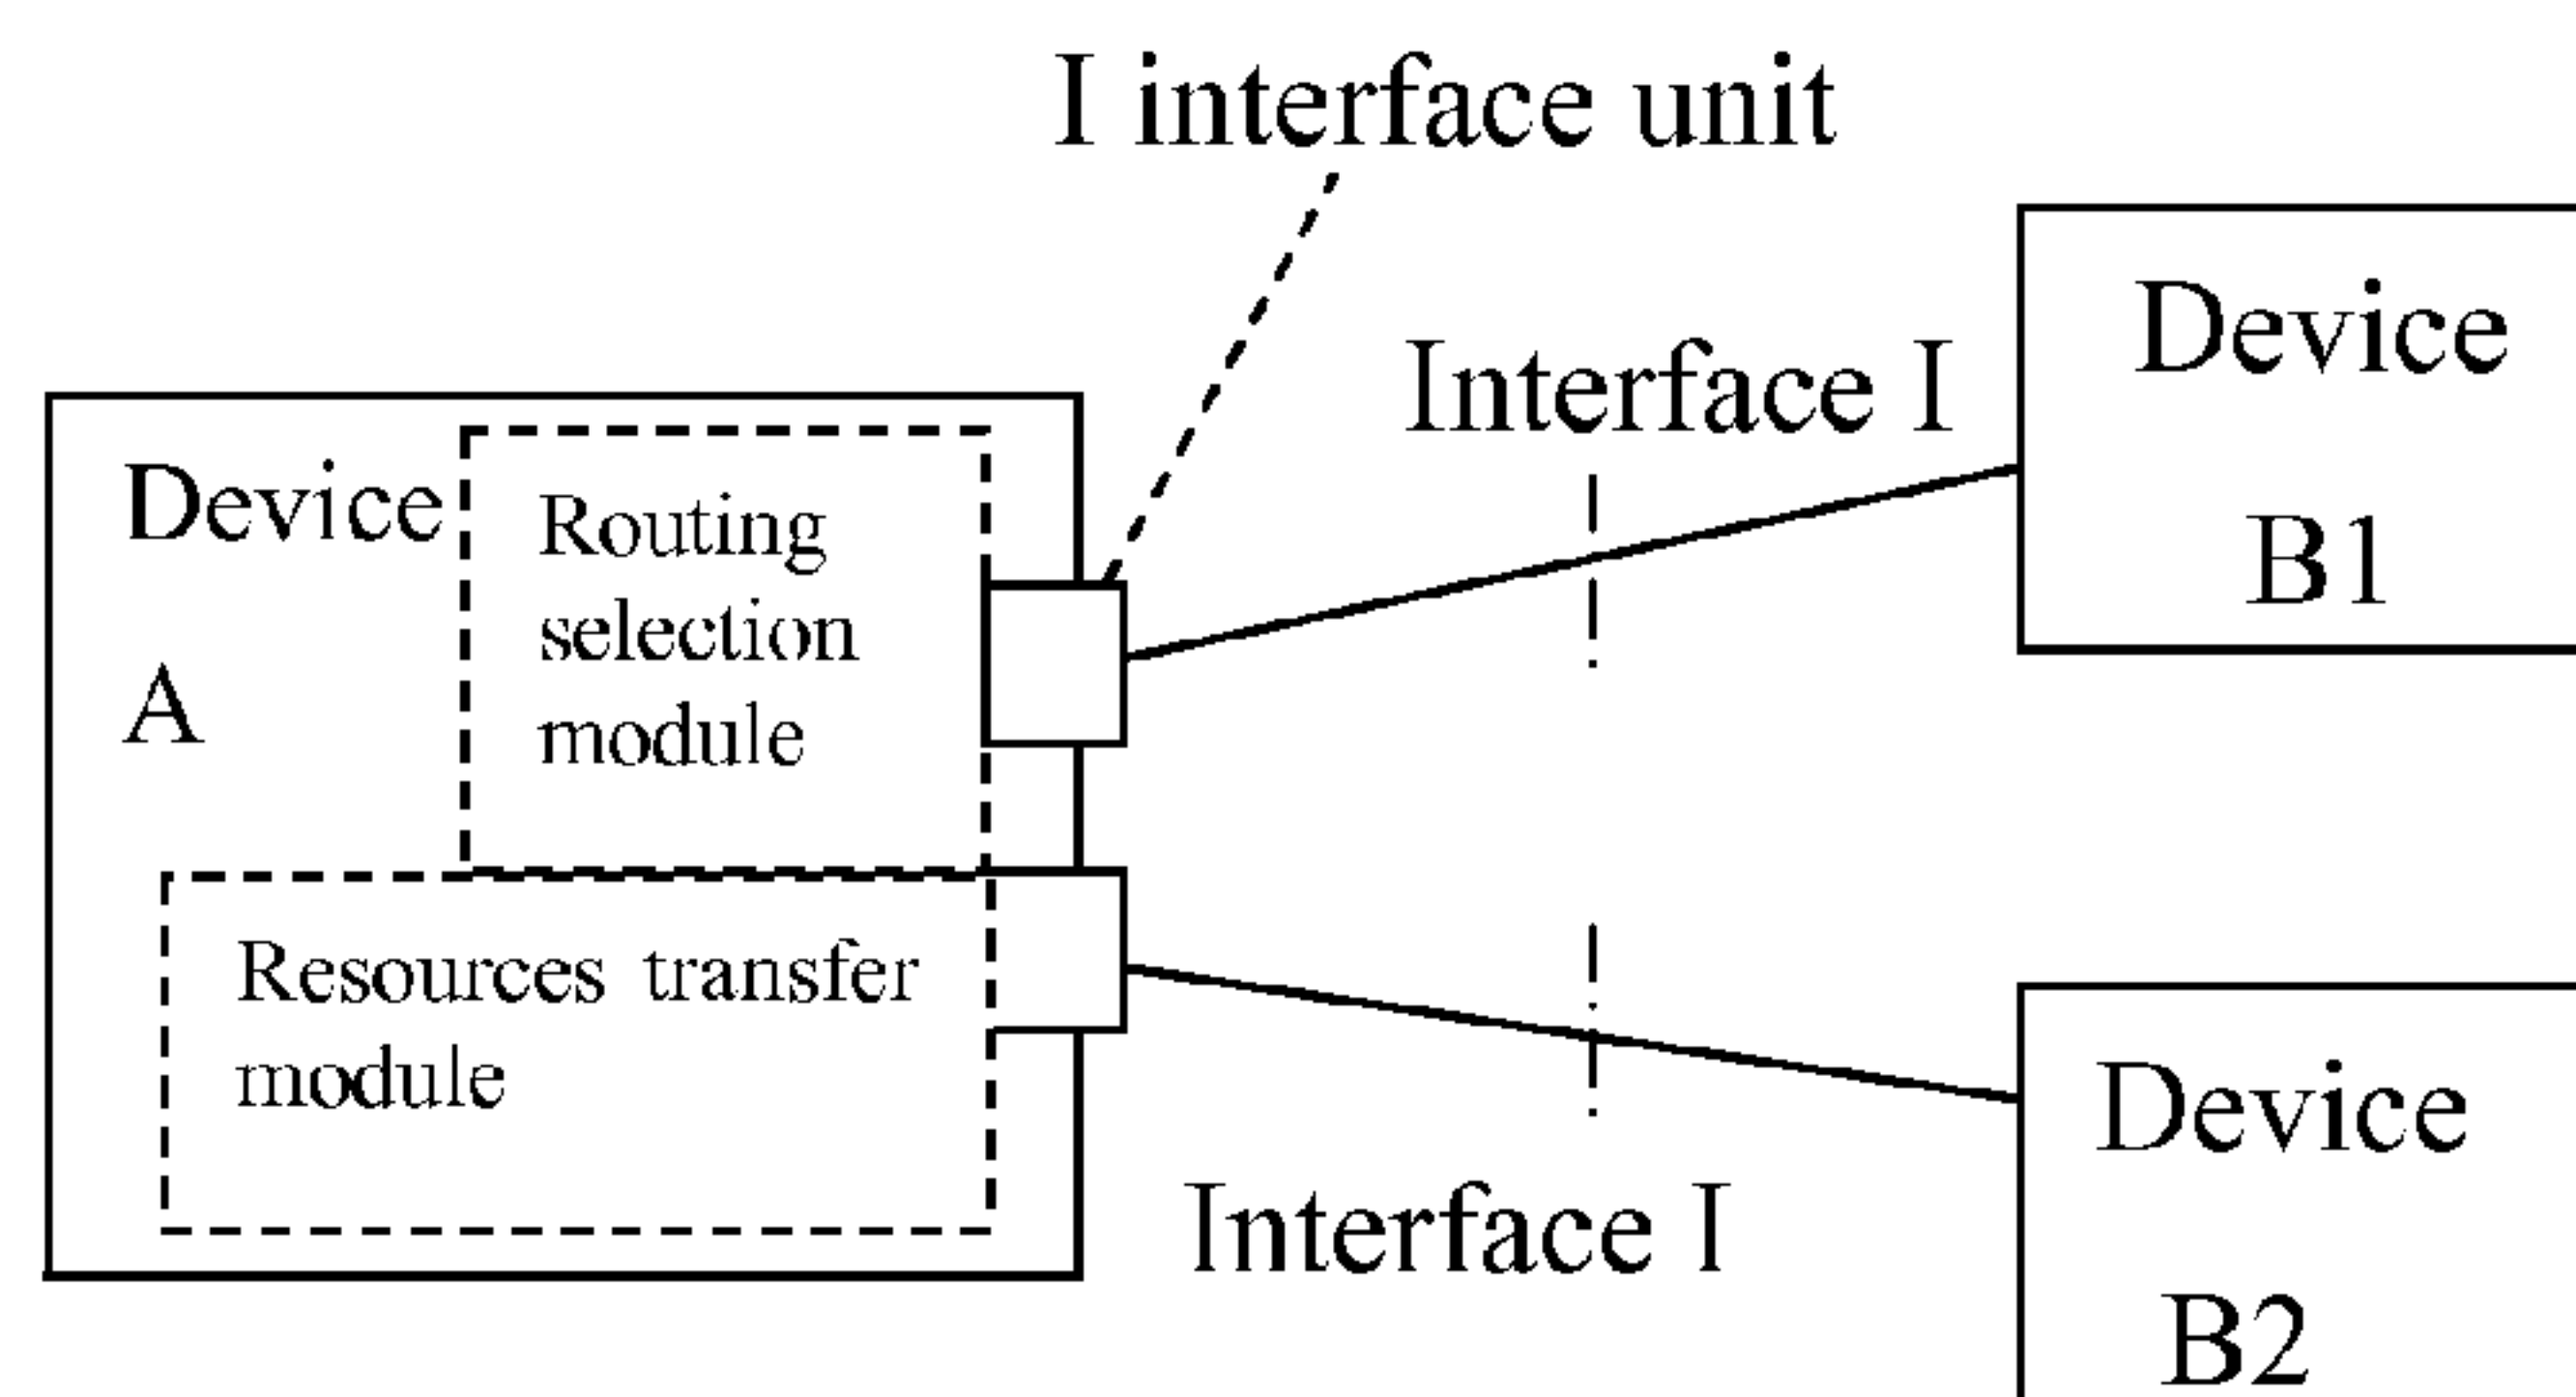 I interface unit
Interface I
Device
B1
Device
A
Routing
selection
module
Resources transfer
module
Interface I
Device
B2